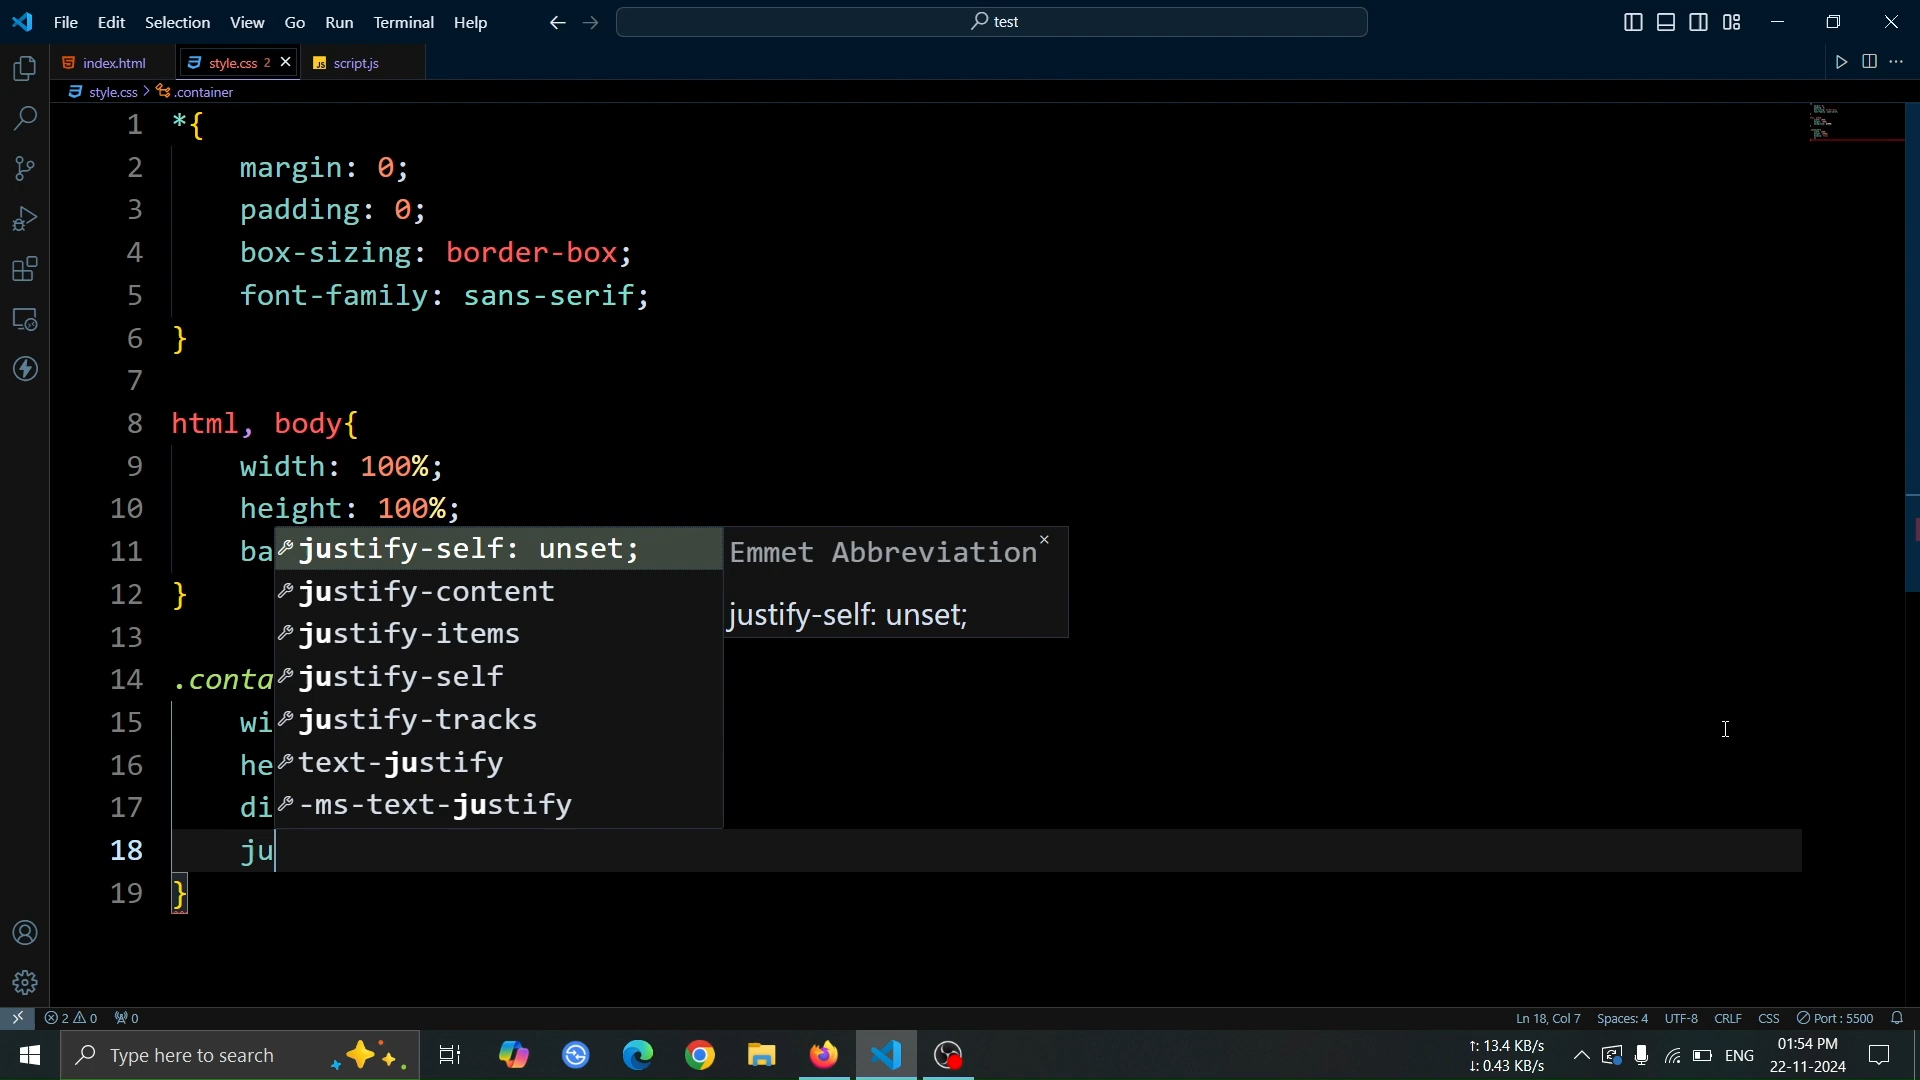 File Edit Selection View Go Run Terminal Help
test
index.html style.css 2 script.js
style.css > .container
1 *{
2 margin: 0;
3 padding: 0;
4 box-sizing: border-box;
5 font-family: sans-serif;
6 }
7
8 html, body{
9 width: 100%;
10 height: 100%;
11 ba
justify-self: unset;
Emmet Abbreviation
justify-content
12 }
justify-self: unset;
13
justify-items
14 .conta
justify-self
15 wi
justify-tracks
16 he
text-justify
17 di
-ms-text-justify
18 ju
19 }
2 0 0
Ln 18, Col 7 Spaces: 4 UTF-8 CRLF CSS Port : 5500
Type here to search
↑: 13.4 KB/s
↓: 0.43 KB/s
ENG
01:54 PM
22-11-2024